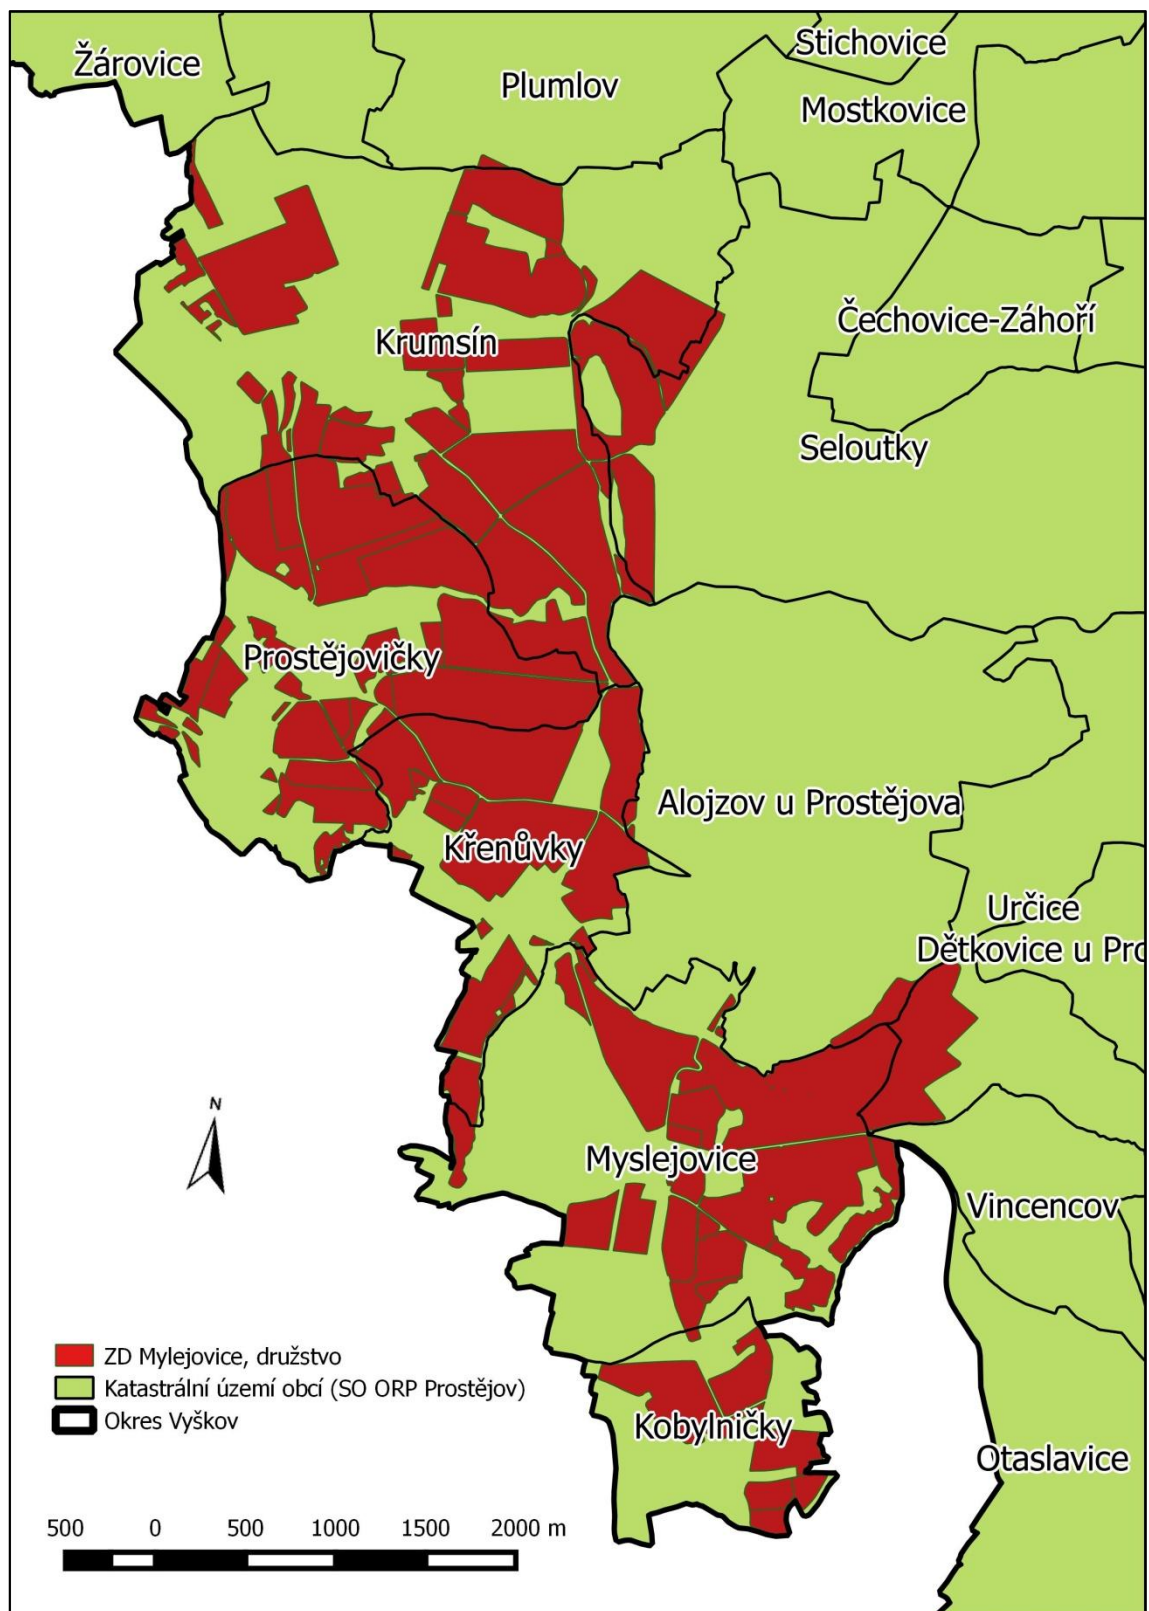 Stichovice
Žárovice
Plumlov
Mostkovice
Čechovice-Záhoří
Krumsín
Seloutky
Prostějovičky
Alojzov u Prostějova
Křenůvky
Určice
Dětkovice u Pro
N
Myslejovice
Vincencov
ZD Mylejovice, družstvo
Katastrální území obcí (SO ORP Prostějov)
Okres Vyškov
Kobylničky
Otaslavice
500 0 500 1000 1500 2000 m